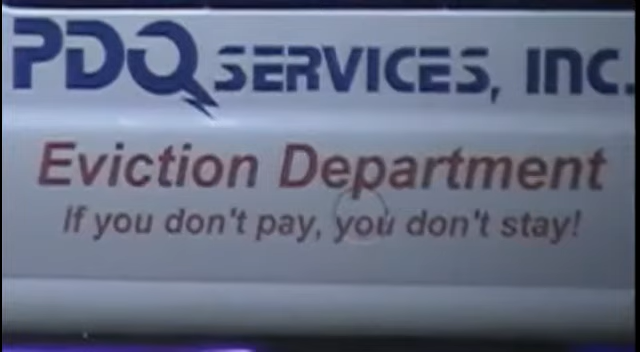 PDQ SERVICES, INC.
Eviction Department
If you don't pay, you don't stay!